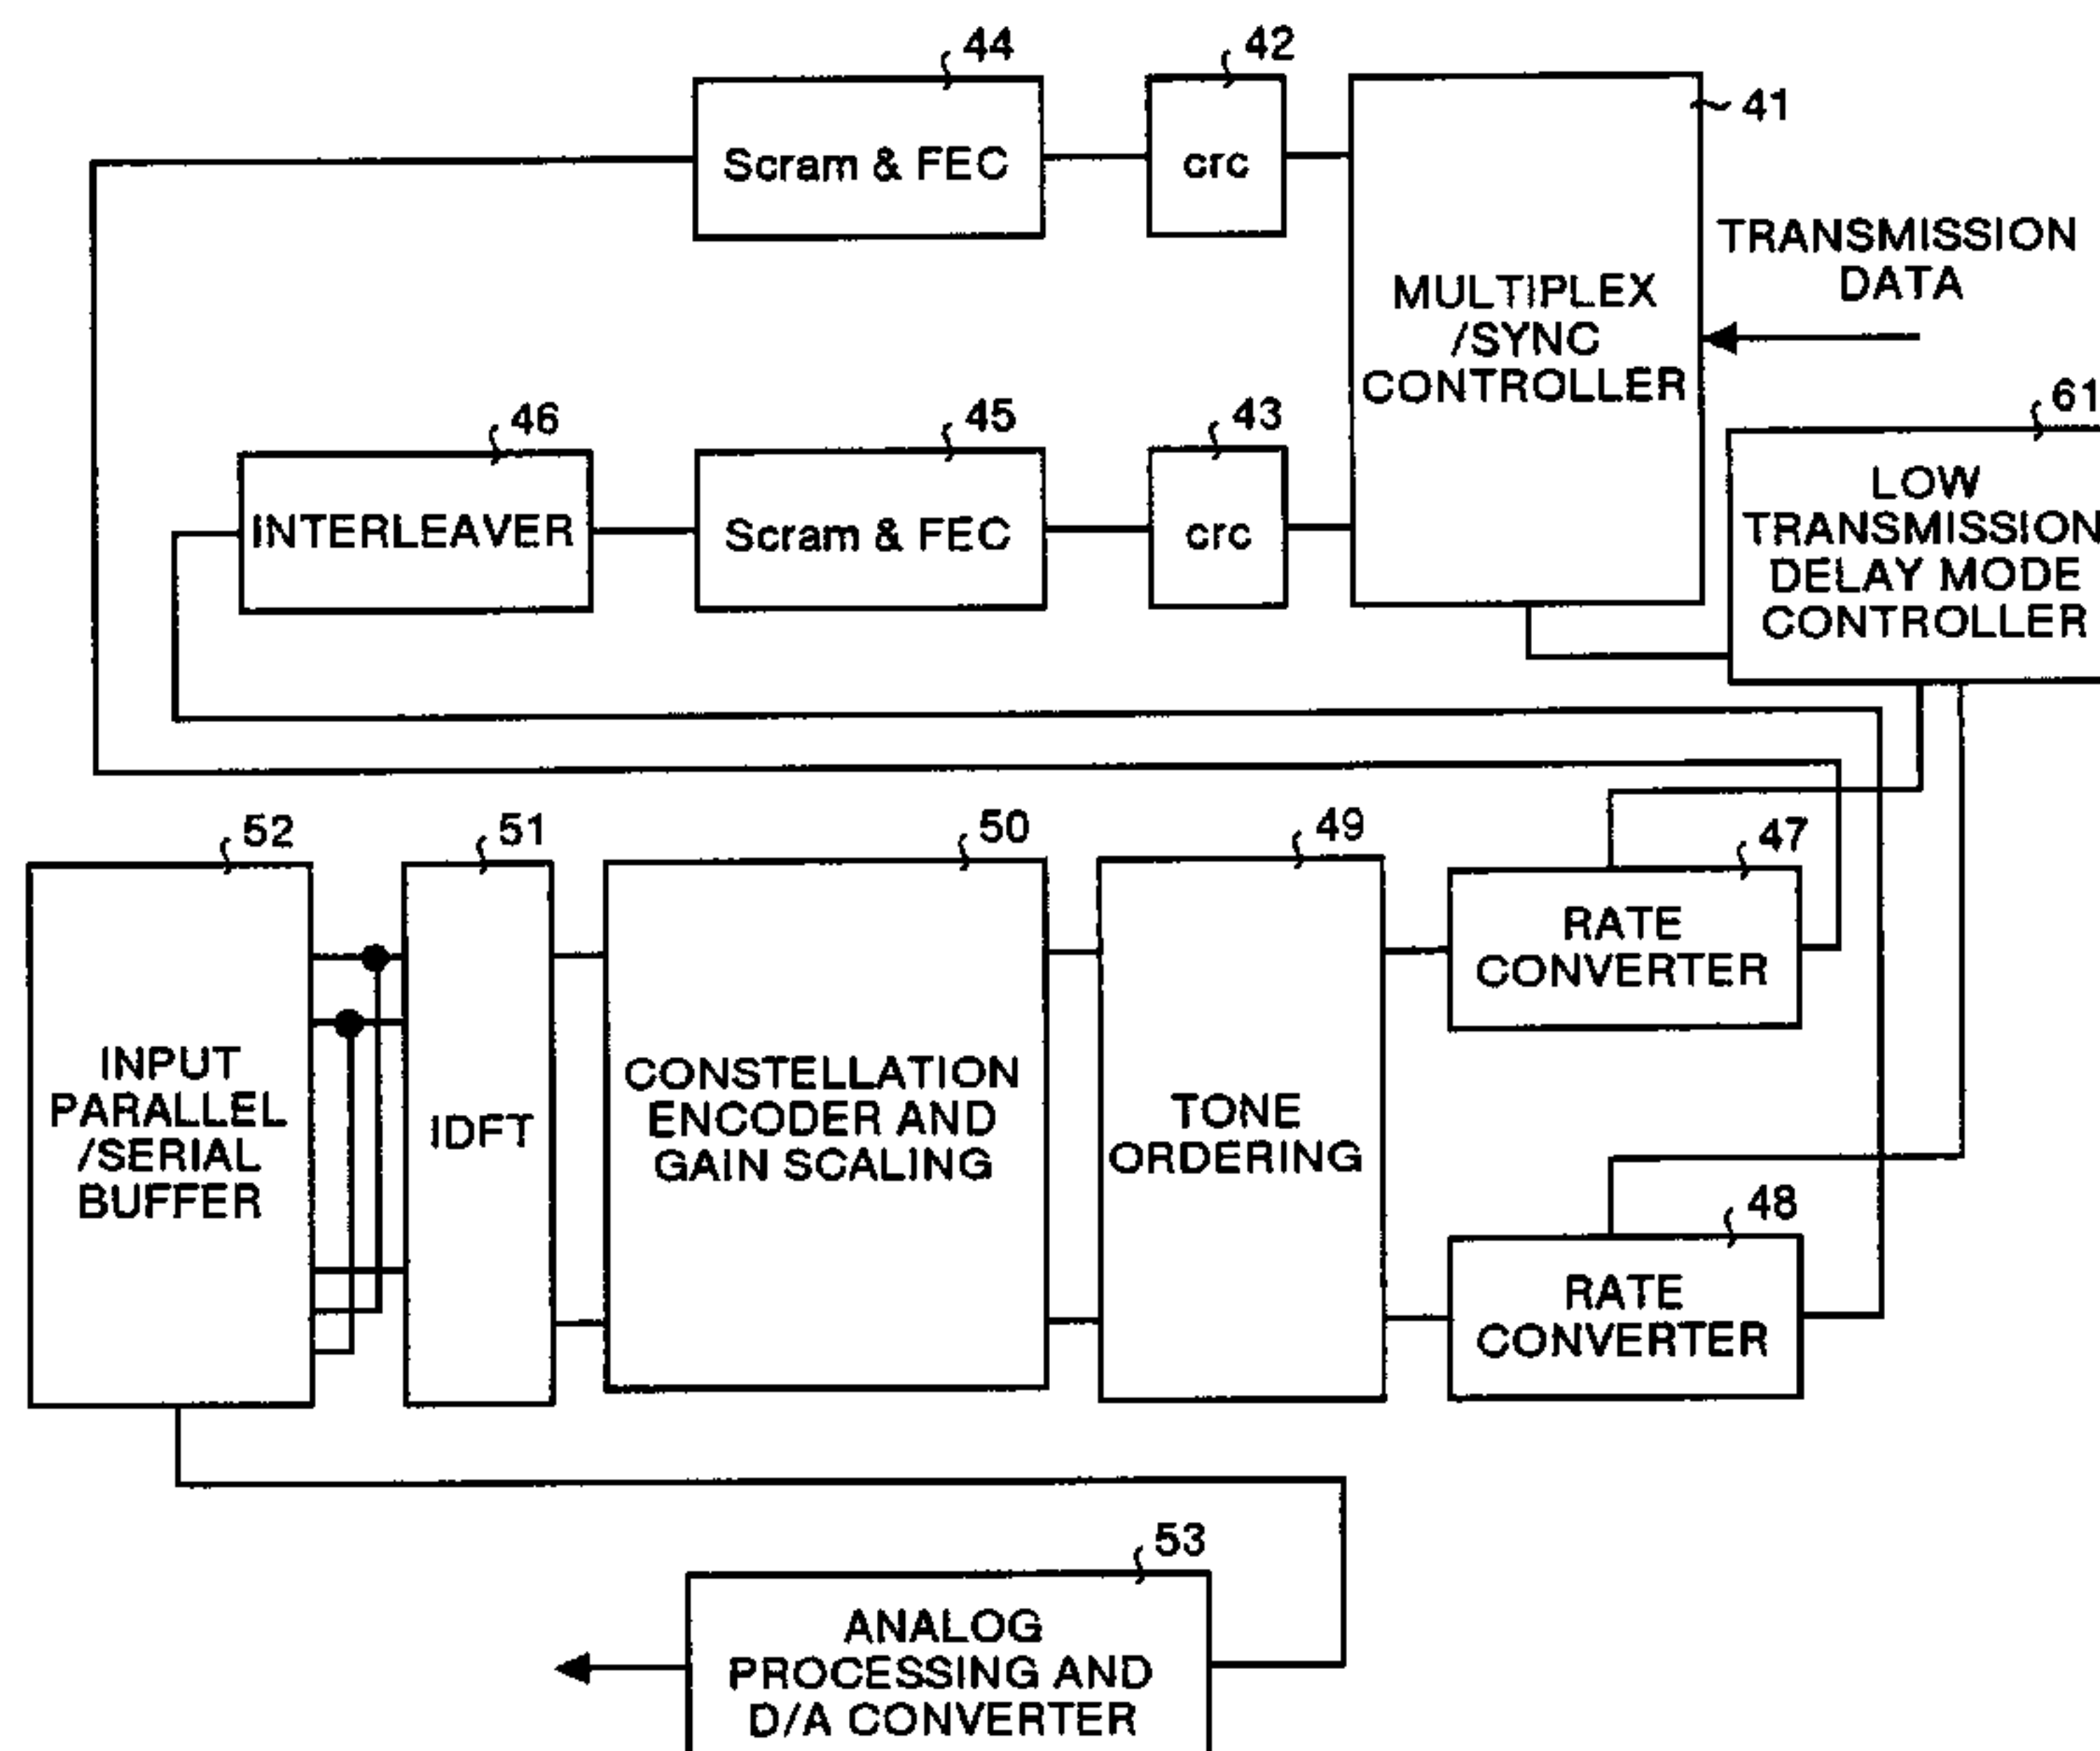 44
42
41
Scram & FEC
crc
MULTIPLEX
/SYNC
CONTROLLER
TRANSMISSION
DATA
46
45
43
61
INTERLEAVER
Scram & FEC
crc
LOW
TRANSMISSION
DELAY MODE
CONTROLLER
52
51
50
49
47
INPUT
PARALLEL
/SERIAL
BUFFER
IDFT
CONSTELLATION
ENCODER AND
GAIN SCALING
TONE
ORDERING
RATE
CONVERTER
48
RATE
CONVERTER
53
ANALOG
PROCESSING AND
D/A CONVERTER